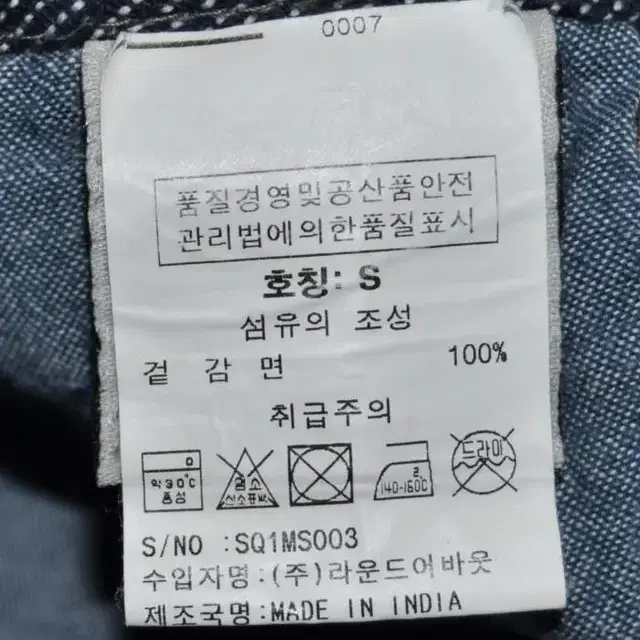 0007
품질경영및공산품안전
관리법에의한품질표시
호칭: S
섬유의 조성
겉 감 면 100%
취급주의
약30℃
중성
염소
산소표백
2
140-160C
드라이
S/NO :SQ1MS003
수입자명:(주)라운드어바웃
제조국명:MADE IN INDIA